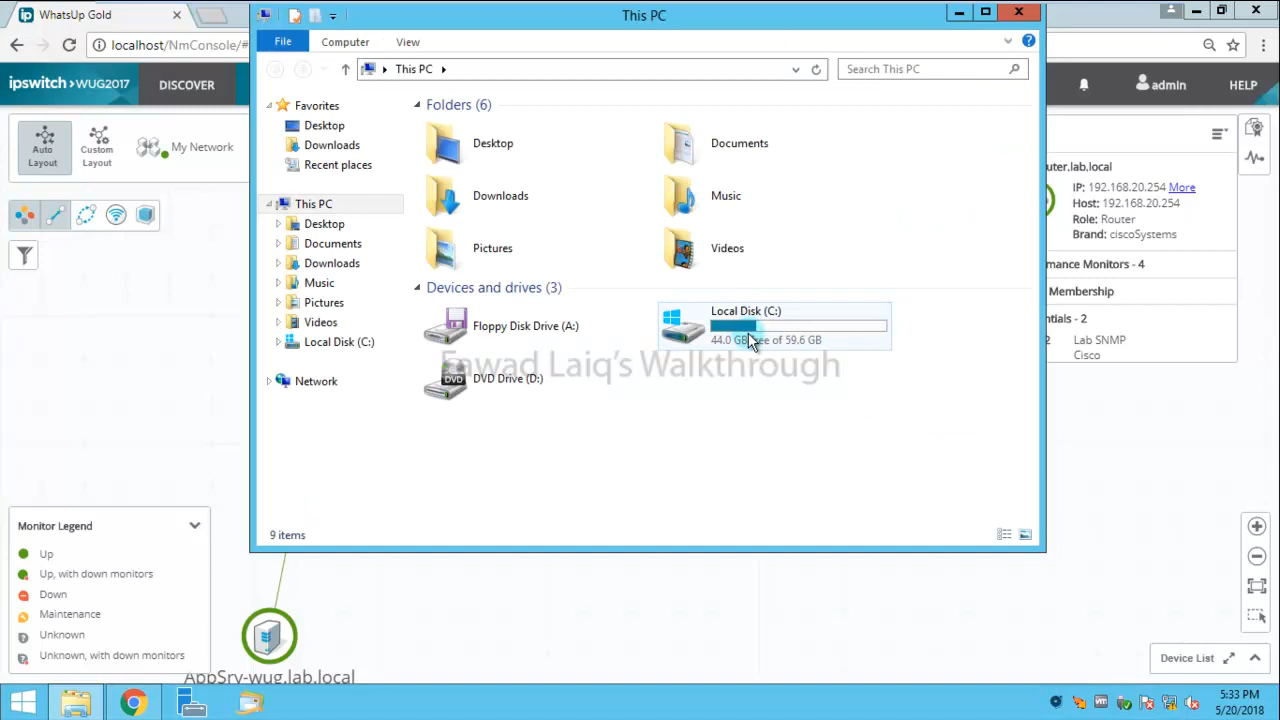 WhatsUp Gold
This PC
localhost/NmConsole/#
File
Computer
View
This PC
Search This PC
ipswitch
WUG2017
DISCOVER
admin
HELP
Auto
Layout
Custom
Layout
My Network
Favorites
Desktop
Downloads
Recent places
This PC
Desktop
Documents
Downloads
Music
Pictures
Videos
Local Disk (C:)
Network
Folders (6)
Desktop
Documents
Downloads
Music
Pictures
Videos
Devices and drives (3)
Floppy Disk Drive (A:)
Local Disk (C:)
44.0 GB free of 59.6 GB
DVD
DVD Drive (D:)
Fawad Laiq's Walkthrough
9 items
uter.lab.local
IP: 192.168.20.254 More
Host: 192.168.20.254
Role: Router
Brand: ciscoSystems
mance Monitors - 4
Membership
entials - 2
2 Lab SNMP
Cisco
Monitor Legend
Up
Up, with down monitors
Down
Maintenance
Unknown
Unknown, with down monitors
AppSrv-wug.lab.local
Device List
5:33 PM
5/20/2018